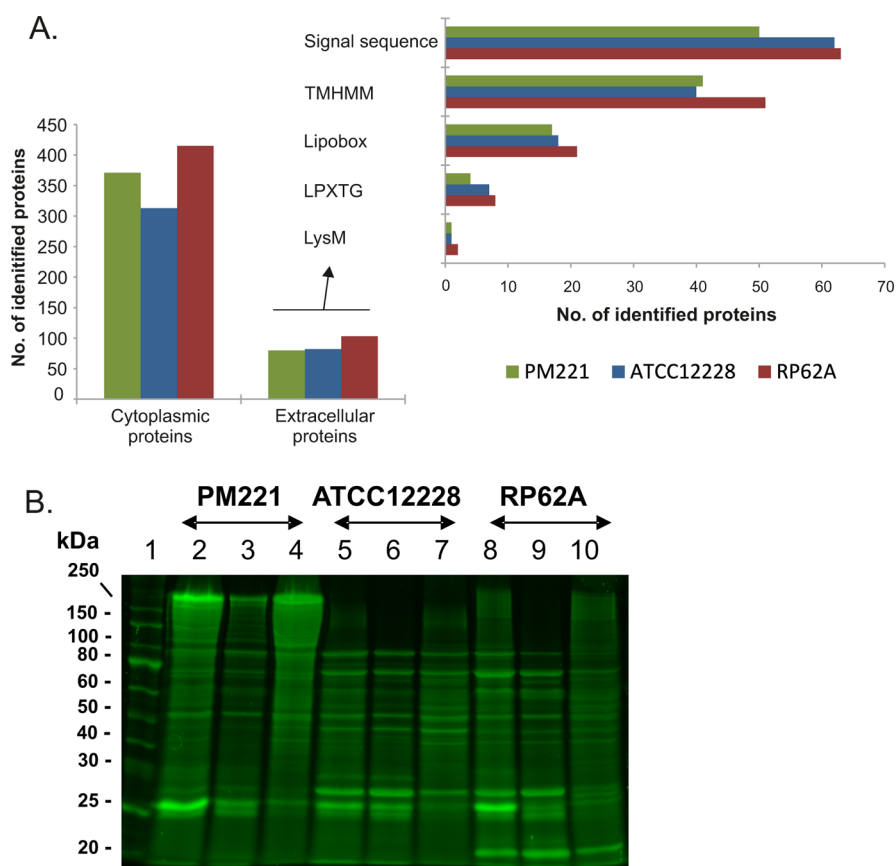 A.
Signal sequence
TMHMM
Lipobox
LPXTG
LysM
0 10 20 30 40 50 60 70
No. of identified proteins
PM221 ATCC12228 RP62A
No. of idenitified proteins
450
400
350
300
250
200
150
100
50
0
Cytoplasmic
proteins
Extracellular
proteins
B.
PM221 ATCC12228 RP62A
kDa 1 2 3 4 5 6 7 8 9 10
250
150 -
100 -
80 -
60 -
50 -
40 -
30 -
25 -
20 -